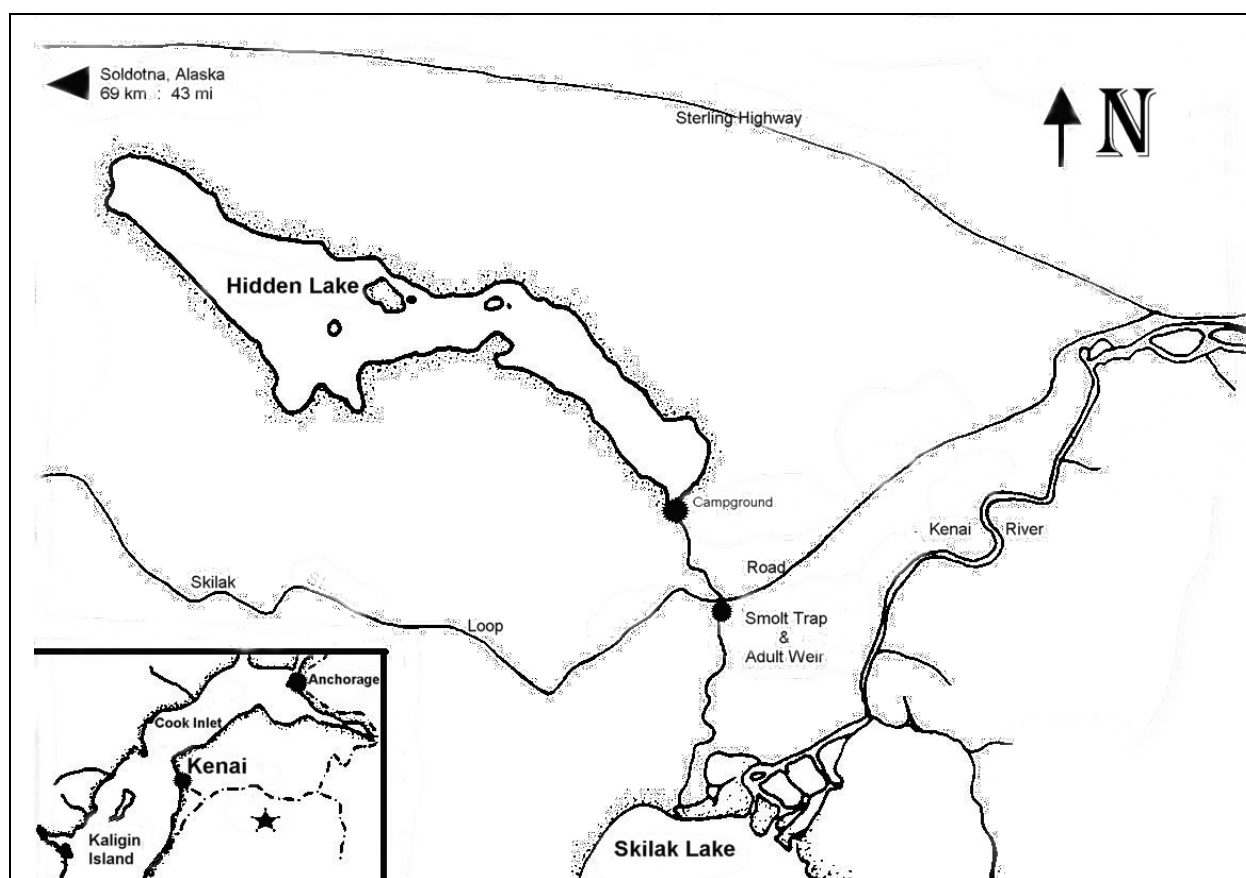 Soldotna, Alaska
69 km : 43 mi
N
Sterling Highway
Hidden Lake
Campground
Kenai River
Road
Skilak
Loop
Smolt Trap
&
Adult Weir
Anchorage
Cook Inlet
Kenai
Kaligin
Island
Skilak Lake